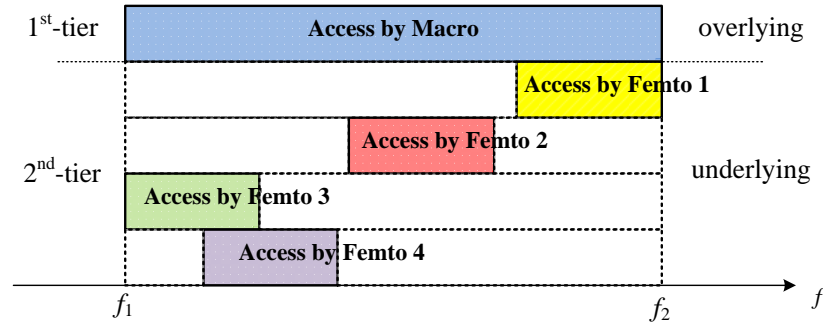 1st-tier Access by Macro overlying
Access by Femto 1
Access by Femto 2
2nd-tier underlying
Access by Femto 3
Access by Femto 4
f1 f2 f